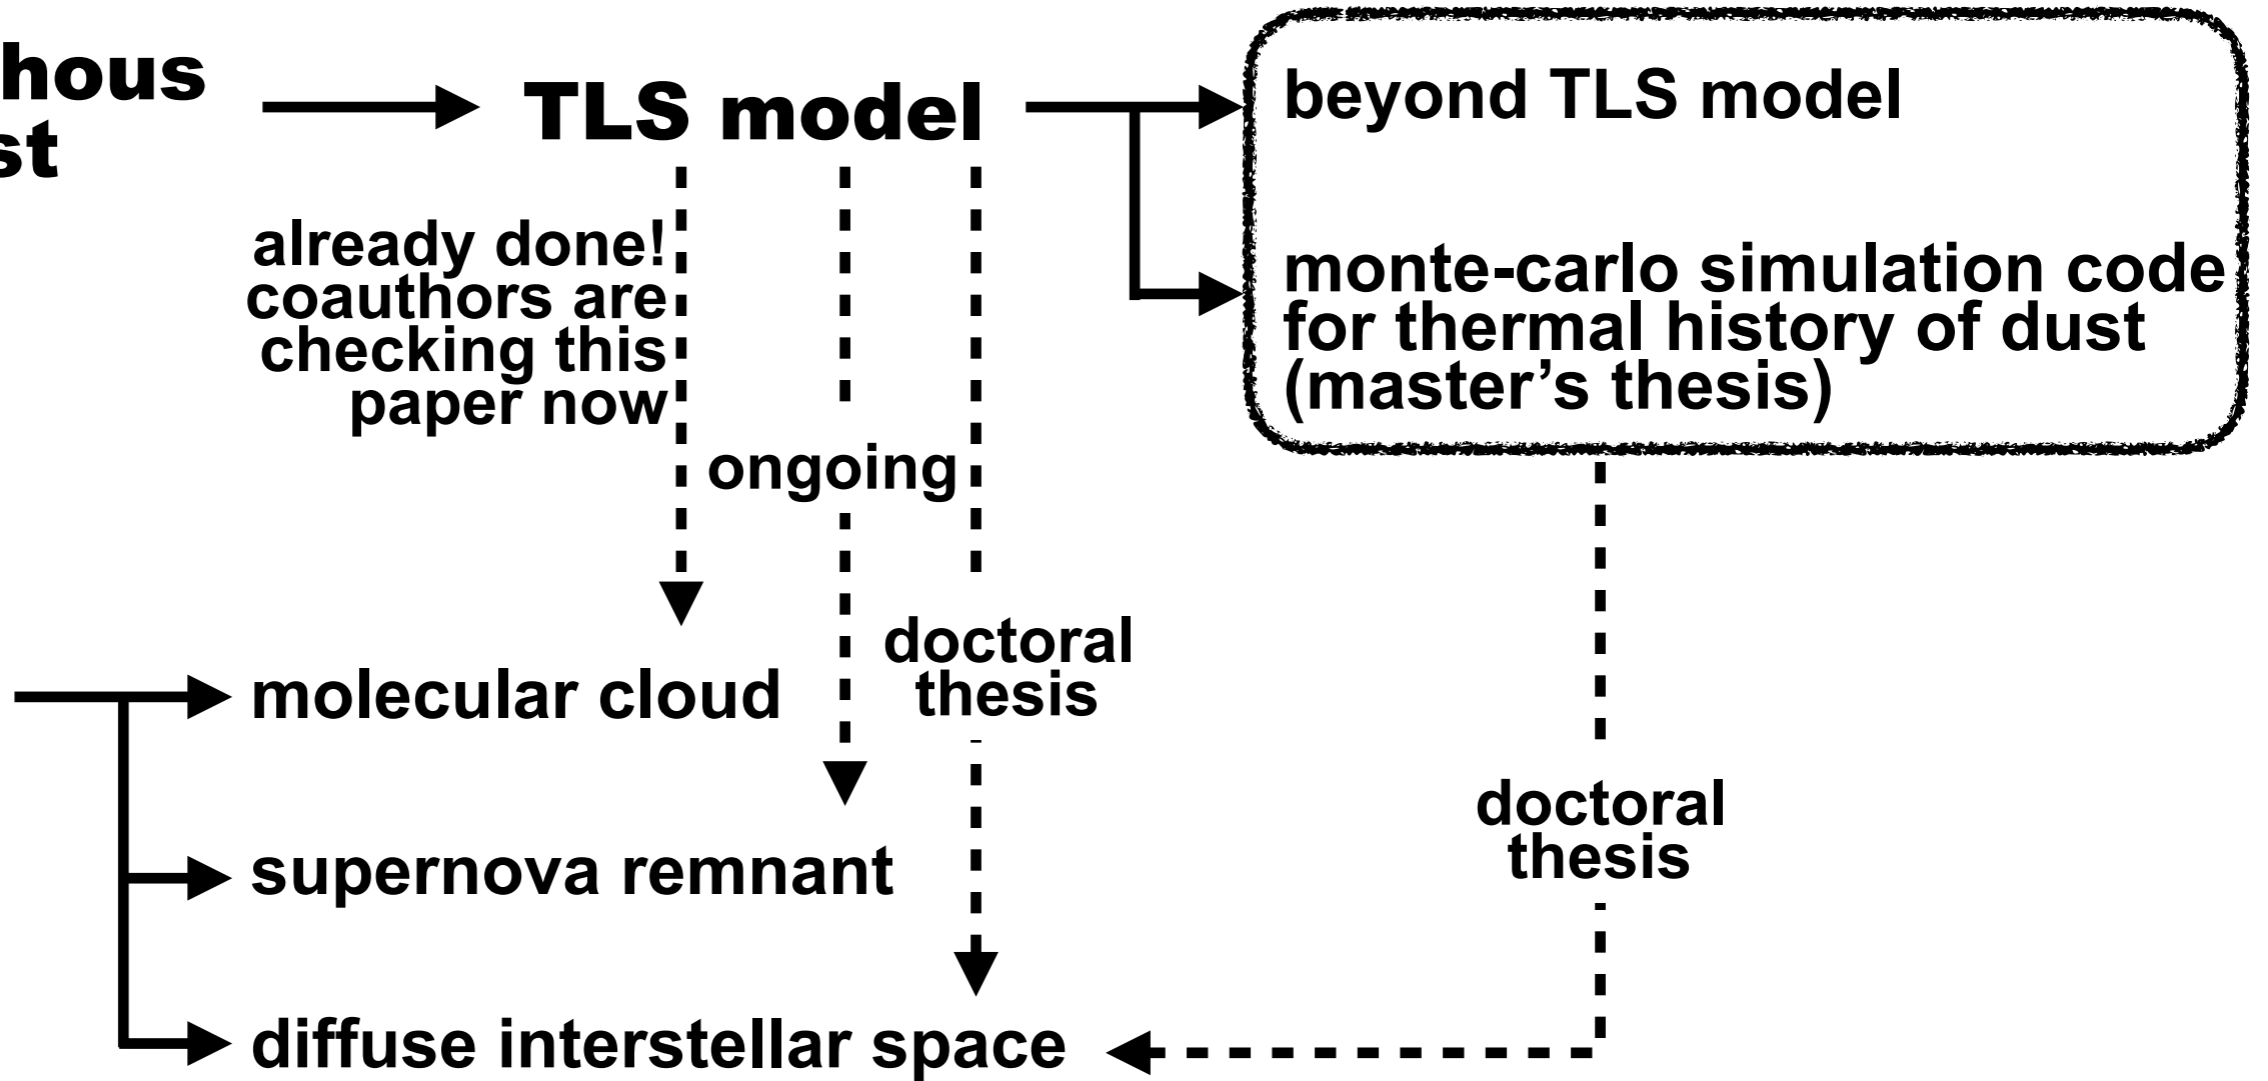 hous
st
TLS model
beyond TLS model
already done!
coauthors are
checking this
paper now
monte-carlo simulation code
for thermal history of dust
(master’s thesis)
ongoing
doctoral
thesis
molecular cloud
doctoral
thesis
supernova remnant
diffuse interstellar space